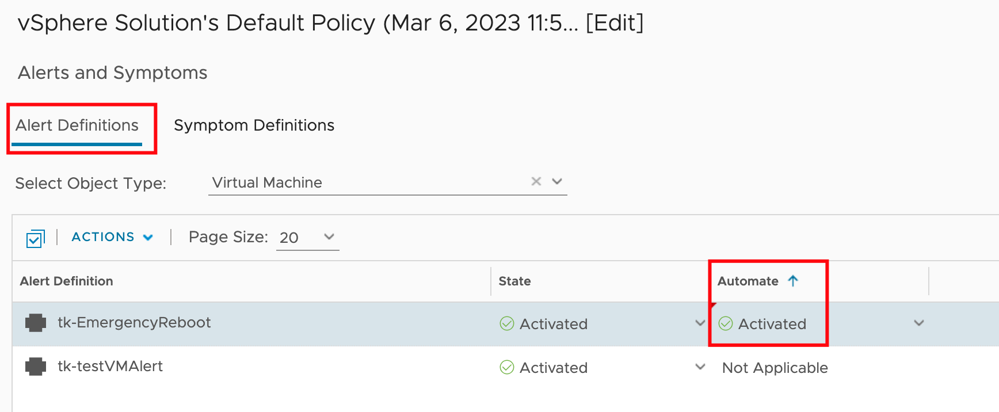 vSphere Solution's Default Policy (Mar 6, 2023 11:5... [Edit]
Alerts and Symptoms
Alert Definitions Symptom Definitions
Select Object Type: Virtual Machine
ACTIONS Page Size: 20
Alert Definition State Automate
tk-EmergencyReboot Activated Activated
tk-testVMAlert Activated Not Applicable